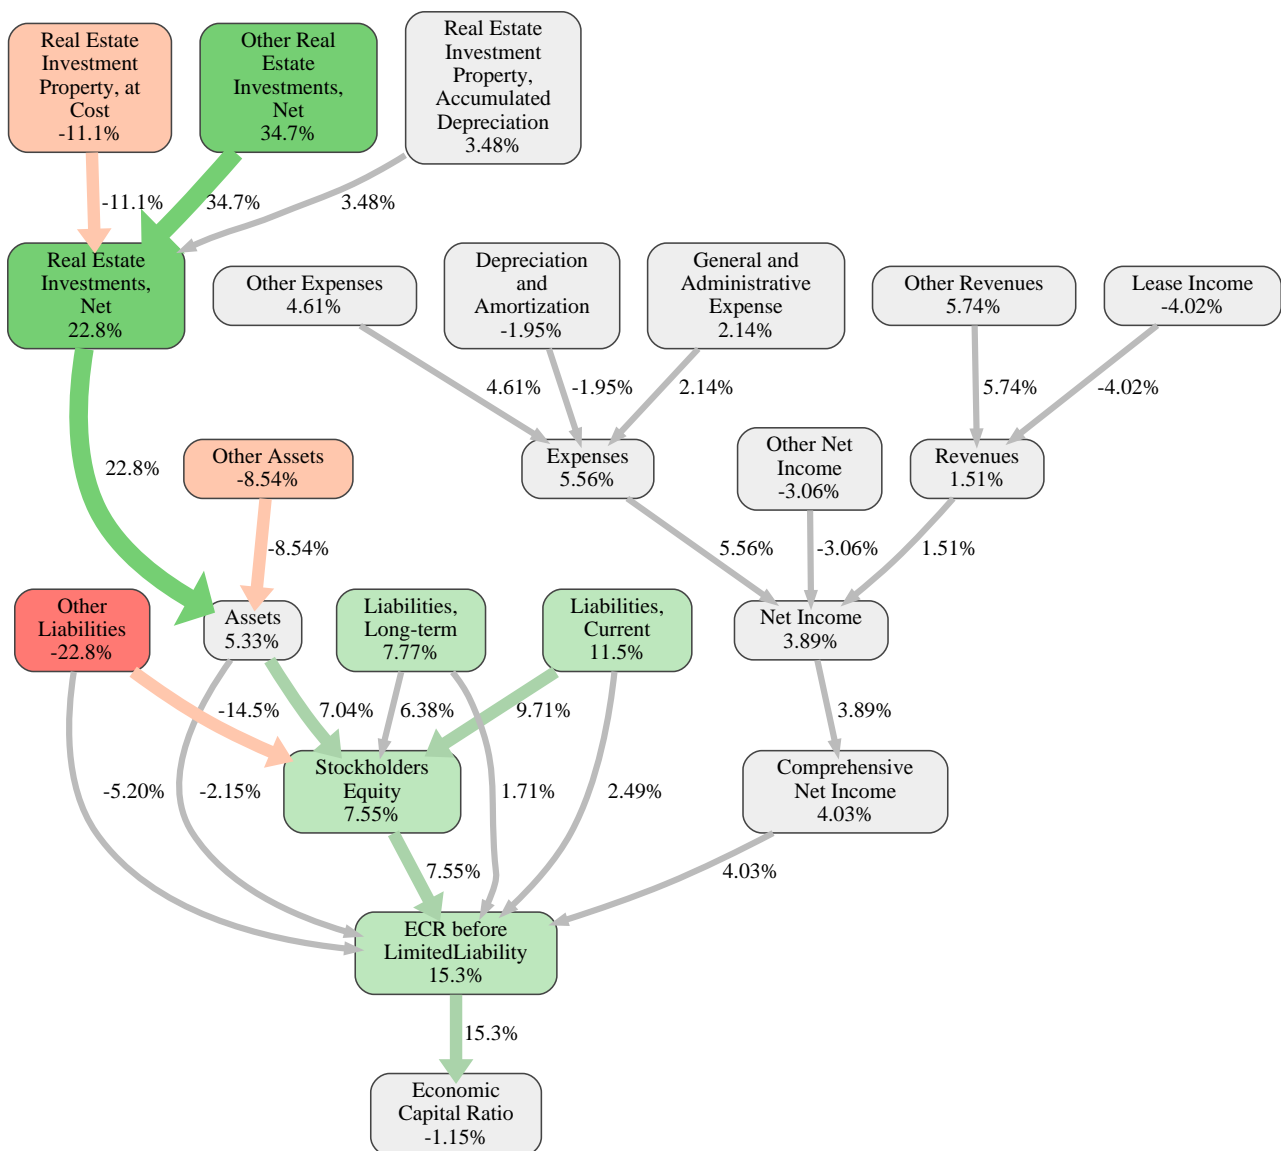 Real Estate
Investment
Property, at
Cost
-11.1%
Other Real
Estate
Investments,
Net
34.7%
Real Estate
Investment
Property,
Accumulated
Depreciation
3.48%
-11.1%
34.7%
3.48%
Real Estate
Investments,
Net
22.8%
Other Expenses
4.61%
Depreciation
and
Amortization
-1.95%
General and
Administrative
Expense
2.14%
Other Revenues
5.74%
Lease Income
-4.02%
4.61%
-1.95%
2.14%
5.74%
-4.02%
22.8%
Other Assets
-8.54%
Expenses
5.56%
Other Net
Income
-3.06%
Revenues
1.51%
-8.54%
5.56%
-3.06%
1.51%
Other
Liabilities
-22.8%
Assets
5.33%
Liabilities,
Long-term
7.77%
Liabilities,
Current
11.5%
Net Income
3.89%
-14.5%
7.04%
6.38%
9.71%
3.89%
-5.20%
-2.15%
Stockholders
Equity
7.55%
1.71%
2.49%
Comprehensive
Net Income
4.03%
7.55%
4.03%
ECR before
LimitedLiability
15.3%
15.3%
Economic
Capital Ratio
-1.15%